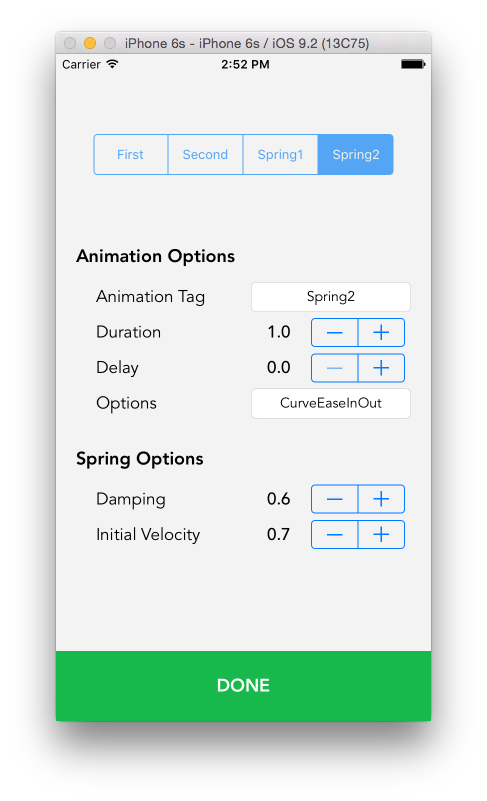 iPhone 6s - iPhone 6s / iOS 9.2 (13C75)
Carrier 2:52 PM
First Second Spring1 Spring2
Animation Options
Animation Tag Spring2
Duration 1.0 — +
Delay 0.0 — +
Options CurveEaseInOut
Spring Options
Damping 0.6 — +
Initial Velocity 0.7 — +
DONE